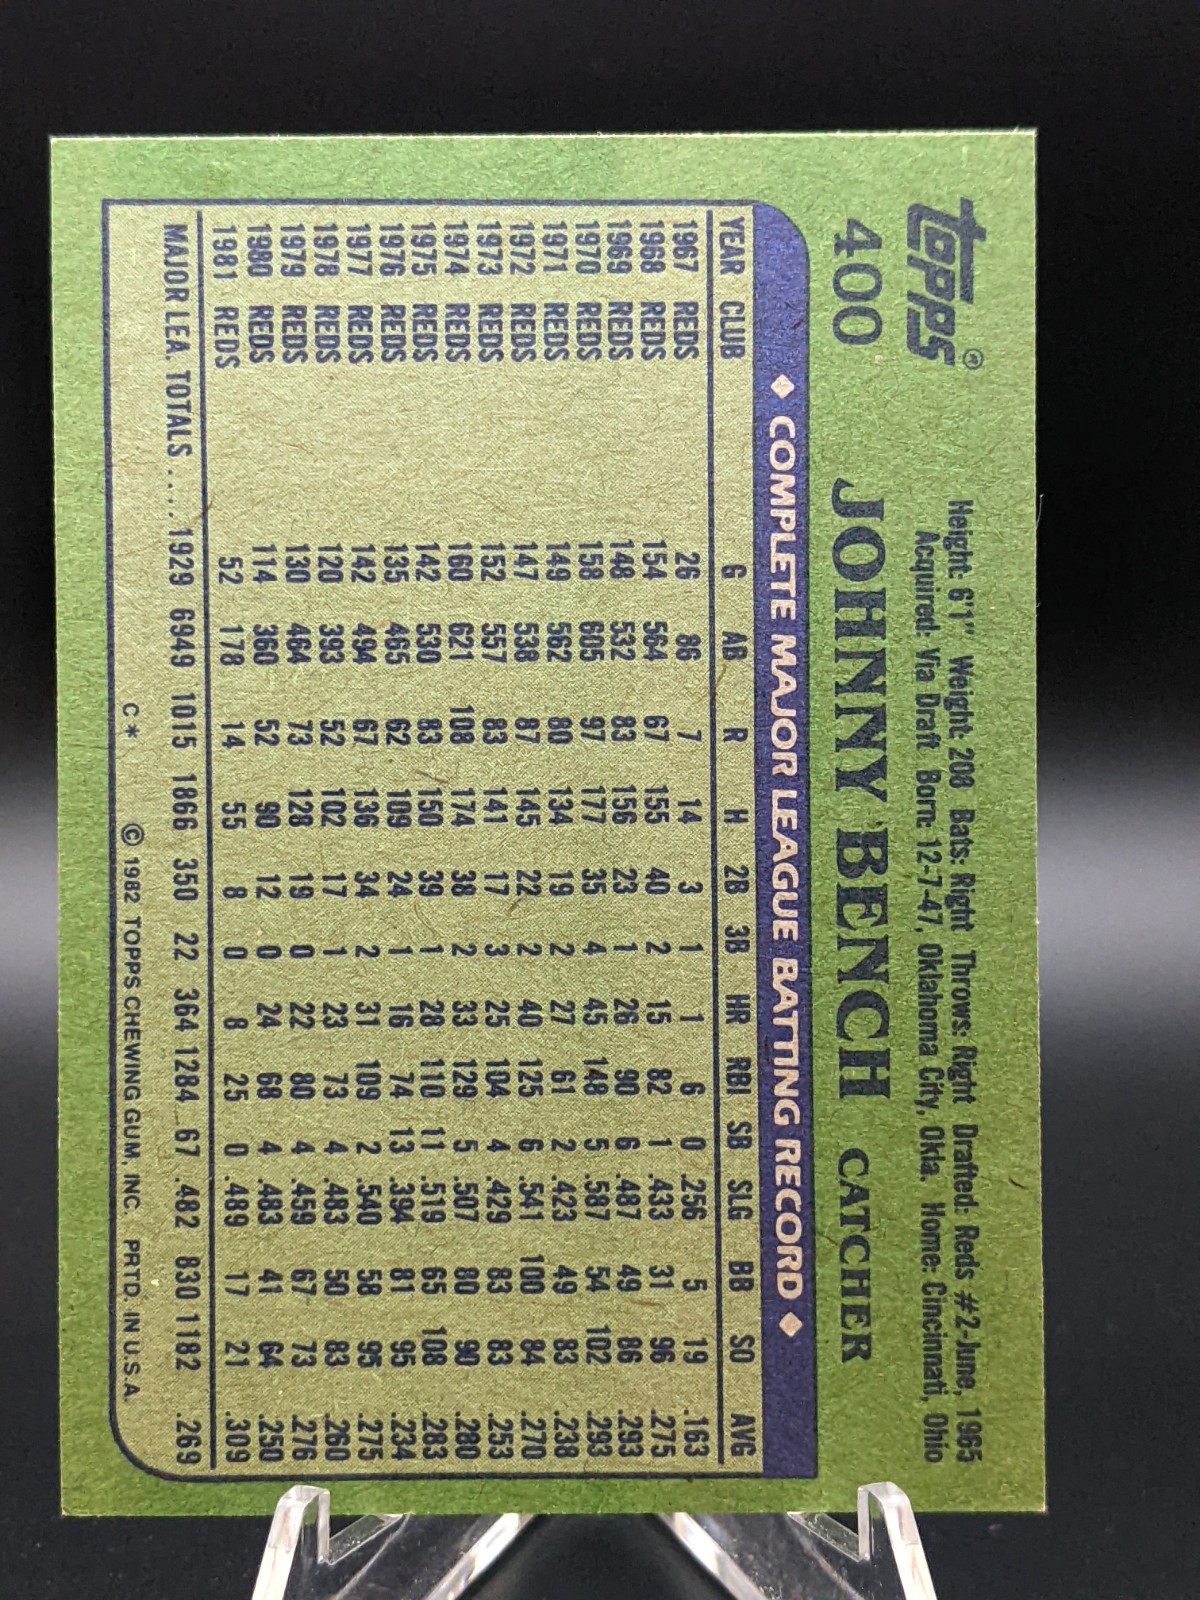 topps®
Height: 6'1" Weight: 208 Bats: Right Throws: Right Drafted: Reds #2-June, 1965
Acquired: Via Draft Born: 12-7-47, Oklahoma City, Okla. Home: Cincinnati, Ohio
400 JOHNNY BENCH CATCHER
◆ COMPLETE MAJOR LEAGUE BATTING RECORD ◆
YEAR CLUB G AB R H 2B 3B HR RBI SB SLG BB SO AVG
1967 REDS 26 86 7 14 3 1 1 6 0 .256 5 19 .163
1968 REDS 154 564 67 155 40 2 15 82 1 .433 31 96 .275
1969 REDS 148 532 83 156 23 1 26 90 6 .487 49 86 .293
1970 REDS 158 605 97 177 35 4 45 148 5 .587 54 102 .293
1971 REDS 149 562 80 134 19 2 27 61 2 .423 49 83 .238
1972 REDS 147 538 87 145 22 2 40 125 6 .541 100 84 .270
1973 REDS 152 557 83 141 17 3 25 104 4 .429 83 83 .253
1974 REDS 160 621 108 174 38 2 33 129 5 .507 80 90 .280
1975 REDS 142 530 83 150 39 1 28 110 11 .519 65 108 .283
1976 REDS 135 465 62 109 24 1 16 74 13 .394 81 95 .234
1977 REDS 142 494 67 136 34 2 31 109 2 .540 58 95 .275
1978 REDS 120 393 52 102 17 1 23 73 4 .483 50 83 .260
1979 REDS 130 464 73 128 19 0 22 80 4 .459 67 73 .276
1980 REDS 114 360 52 90 12 0 24 68 4 .483 41 64 .250
1981 REDS 52 178 14 55 8 0 8 25 0 .489 17 21 .309
MAJOR LEA. TOTALS .... 1929 6949 1015 1866 350 22 364 1284 67 .482 830 1182 .269
C* © 1982 TOPPS CHEWING GUM, INC. PRTD. IN U.S.A.